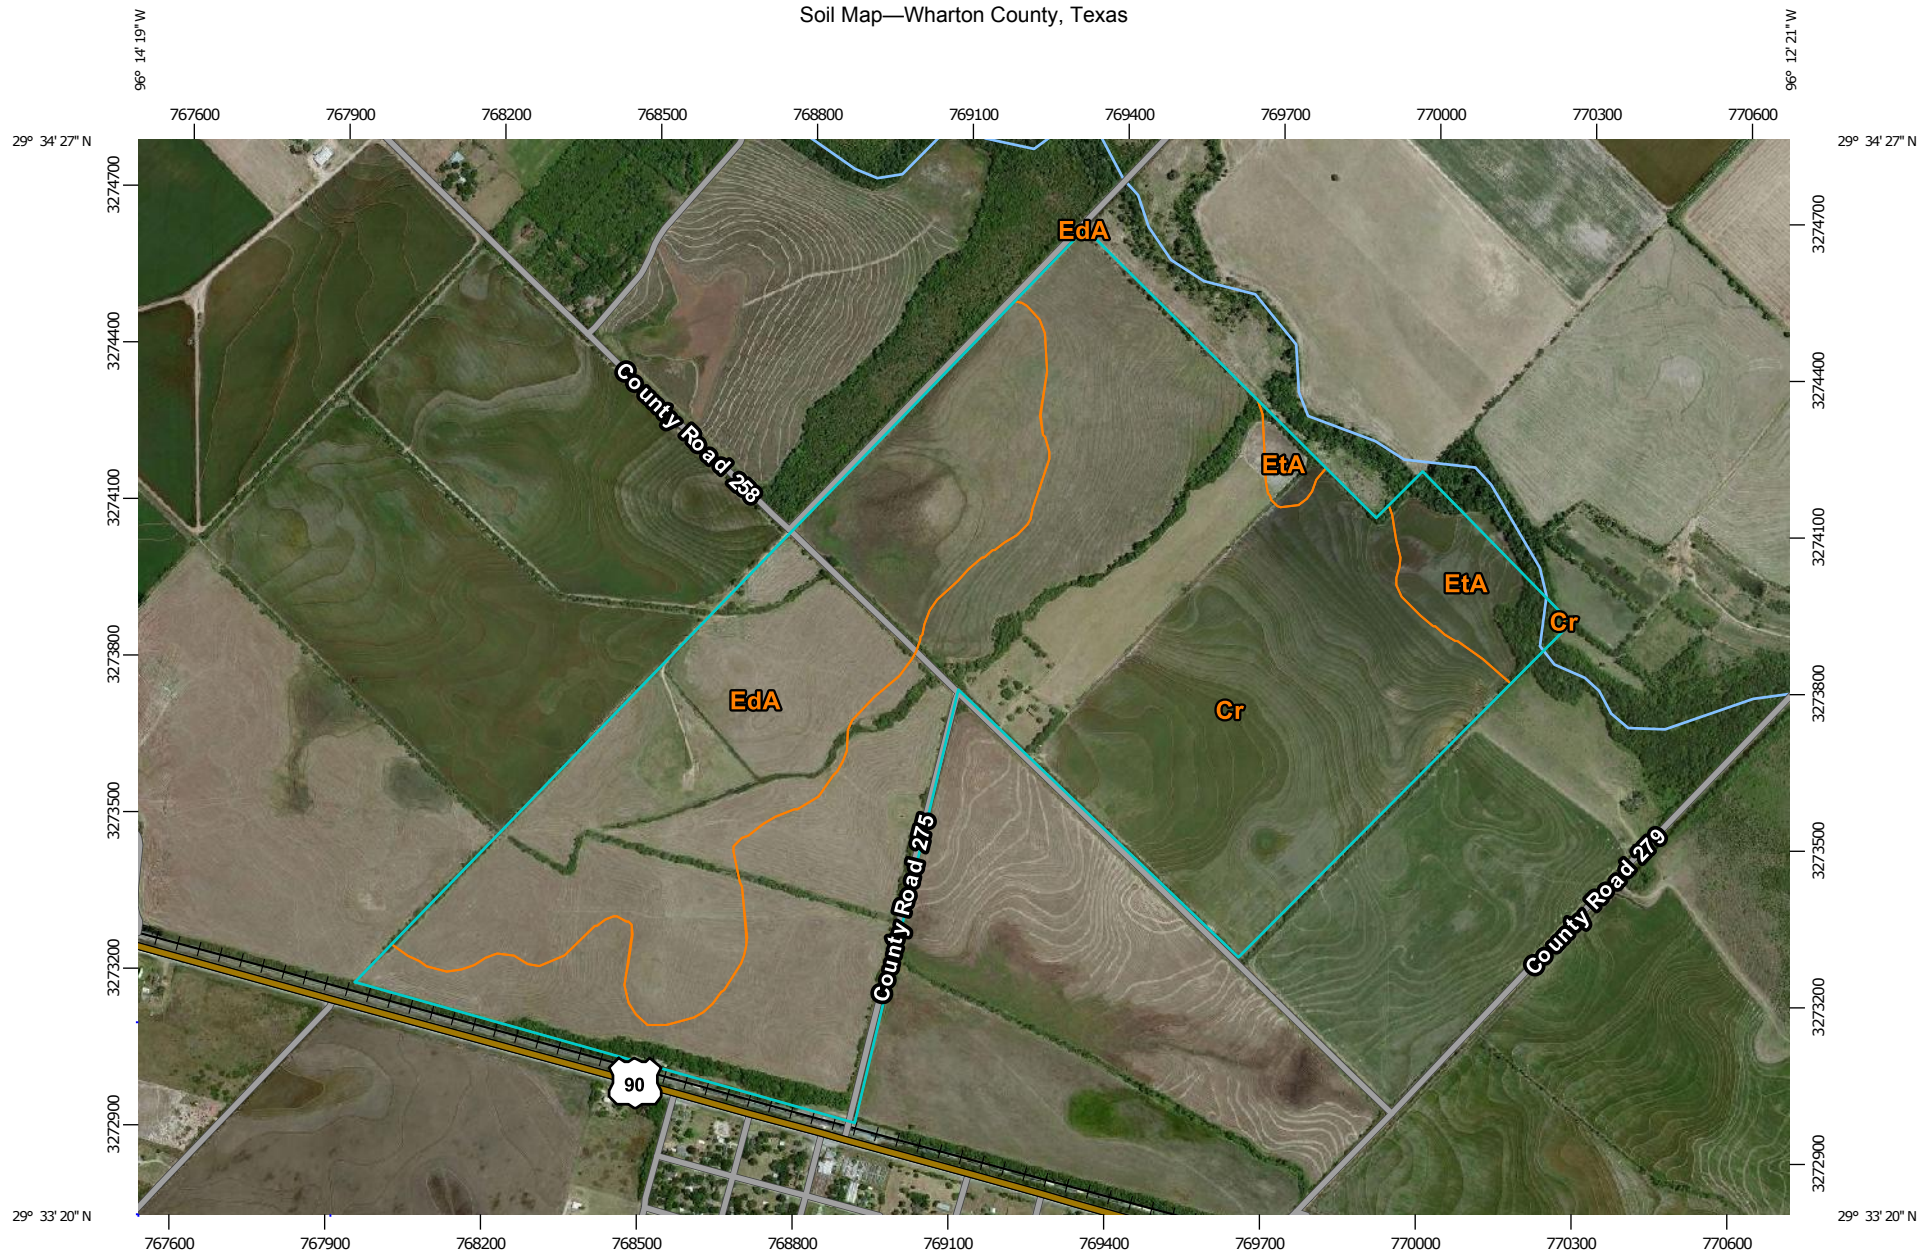 Soil Map—Wharton County, Texas
96° 14' 19" W
96° 12' 21" W
767600 767900 768200 768500 768800 769100 769400 769700 770000 770300 770600
29° 34' 27" N
29° 34' 27" N
3274700
3274700
EdA
3274400
3274400
County Road 258
EtA
3274100
3274100
EtA
Cr
3273800
3273800
EdA
Cr
3273500
3273500
County Road 275
County Road 279
3273200
3273200
90
3272900
3272900
29° 33' 20" N
29° 33' 20" N
767600 767900 768200 768500 768800 769100 769400 769700 770000 770300 770600